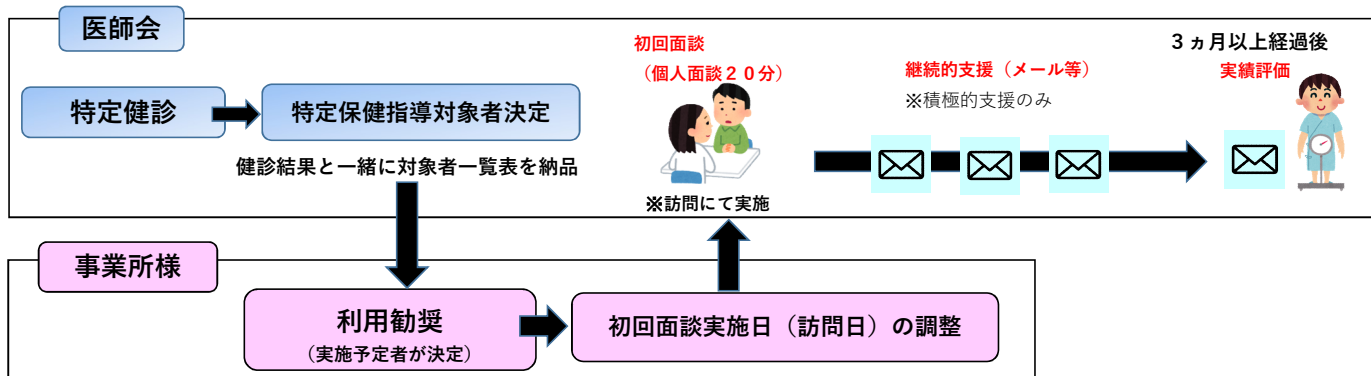 医師会
特定健診
特定保健指導対象者決定
健診結果と一緒に対象者一覧表を納品
初回面談
（個人面談２０分）
※訪問にて実施
継続的支援（メール等）
※積極的支援のみ
３ヵ月以上経過後
実績評価
事業所様
利用勧奨
（実施予定者が決定）
初回面談実施日（訪問日）の調整